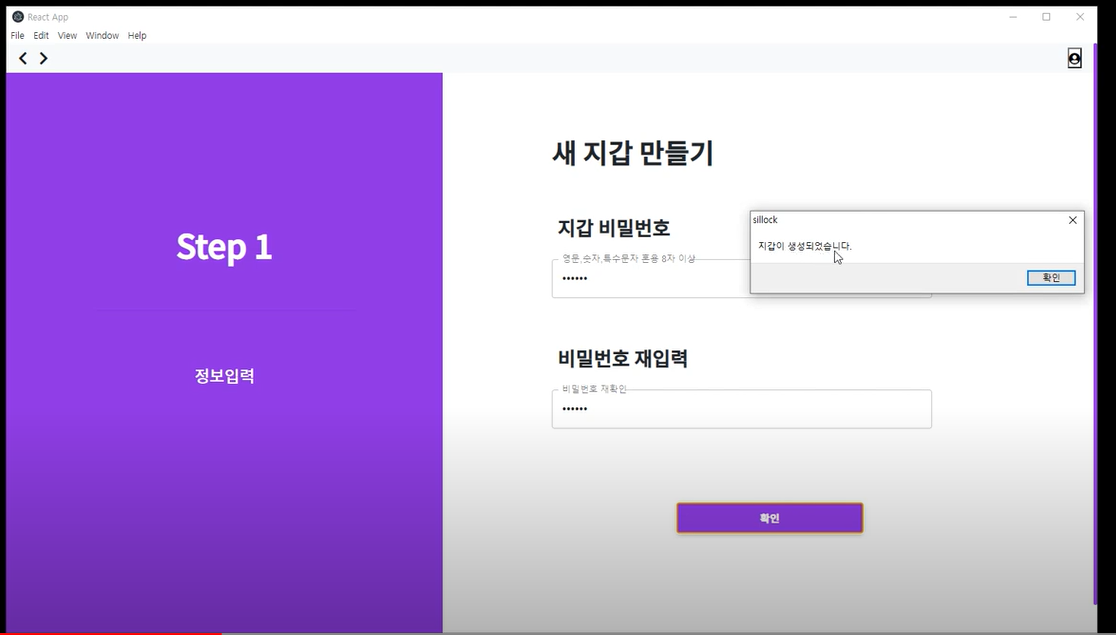 React App
File Edit View Window Help
Step 1
정보입력
새 지갑 만들기
지갑 비밀번호
영문,숫자,특수문자 혼용 8자 이상
••••••
비밀번호 재입력
비밀번호 재확인
••••••
확인
sillock
지갑이 생성되었습니다.
확인